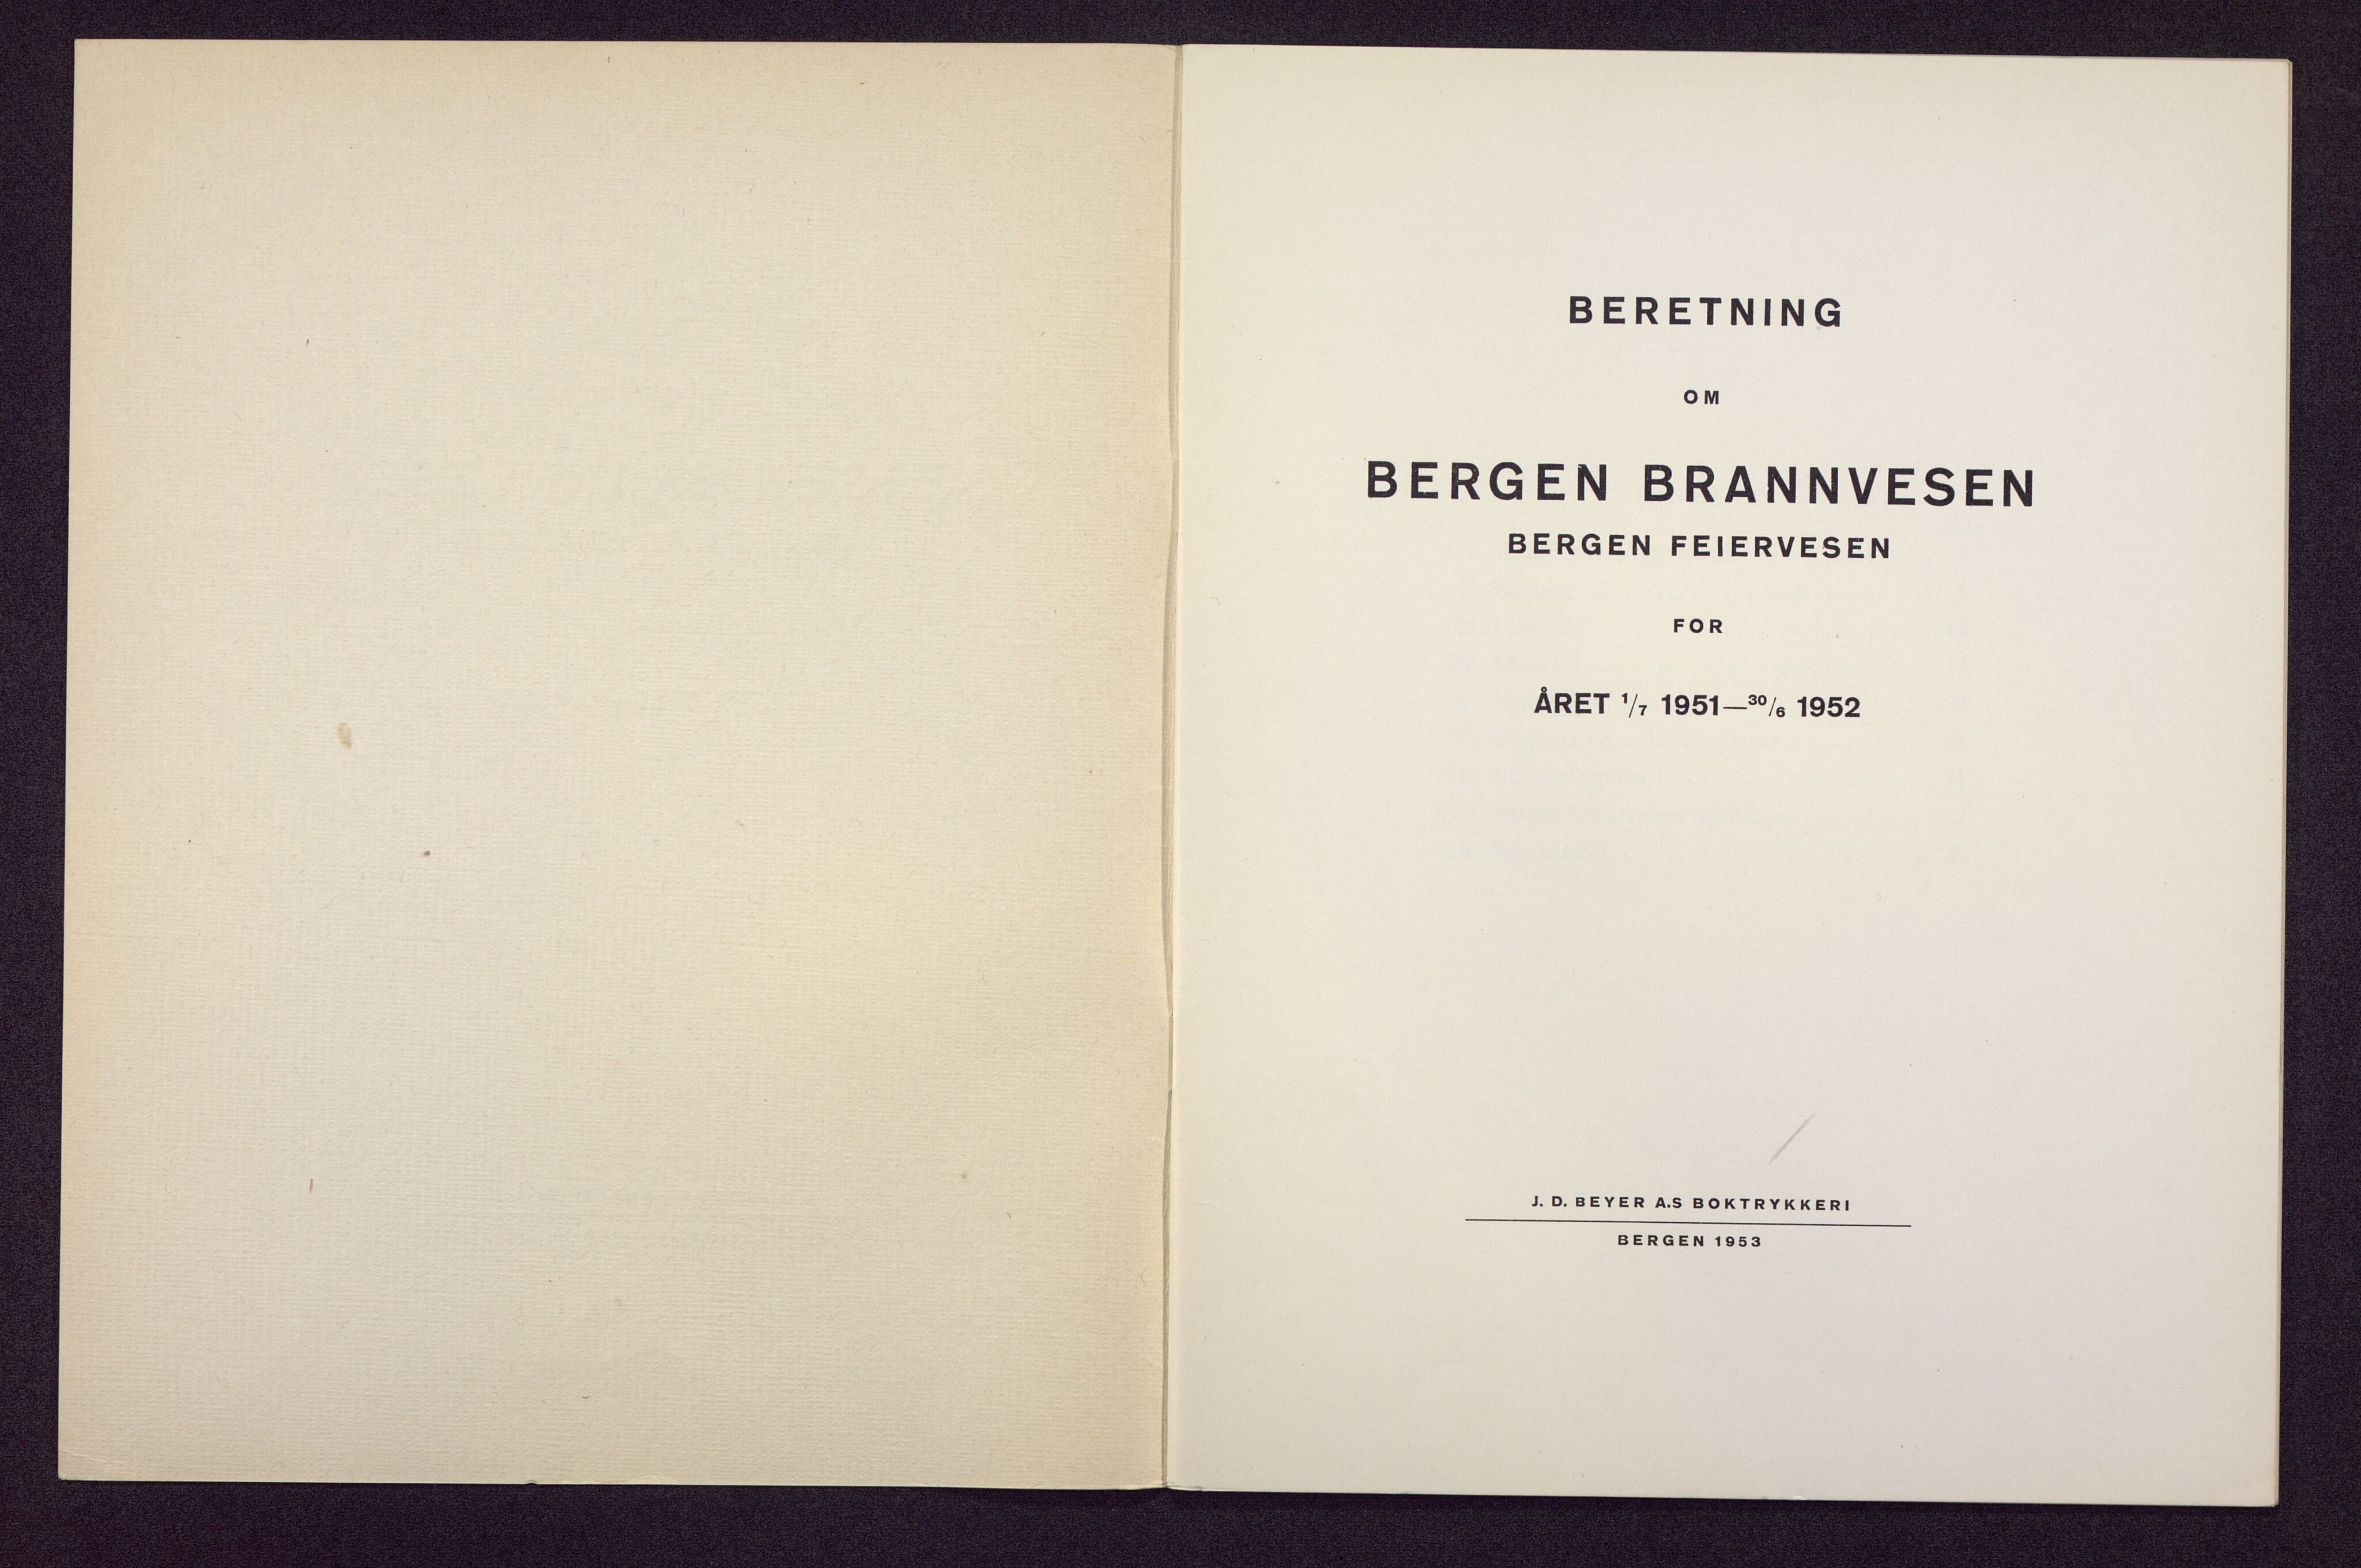 BERETNING
OM
BERGEN BRANNVESEN
BERGEN FEIERVESEN
FOR
ÅRET 1/7 1951—30/6 1952
J. D. BEYER A.S BOKTRYKKERI
BERGEN 1953